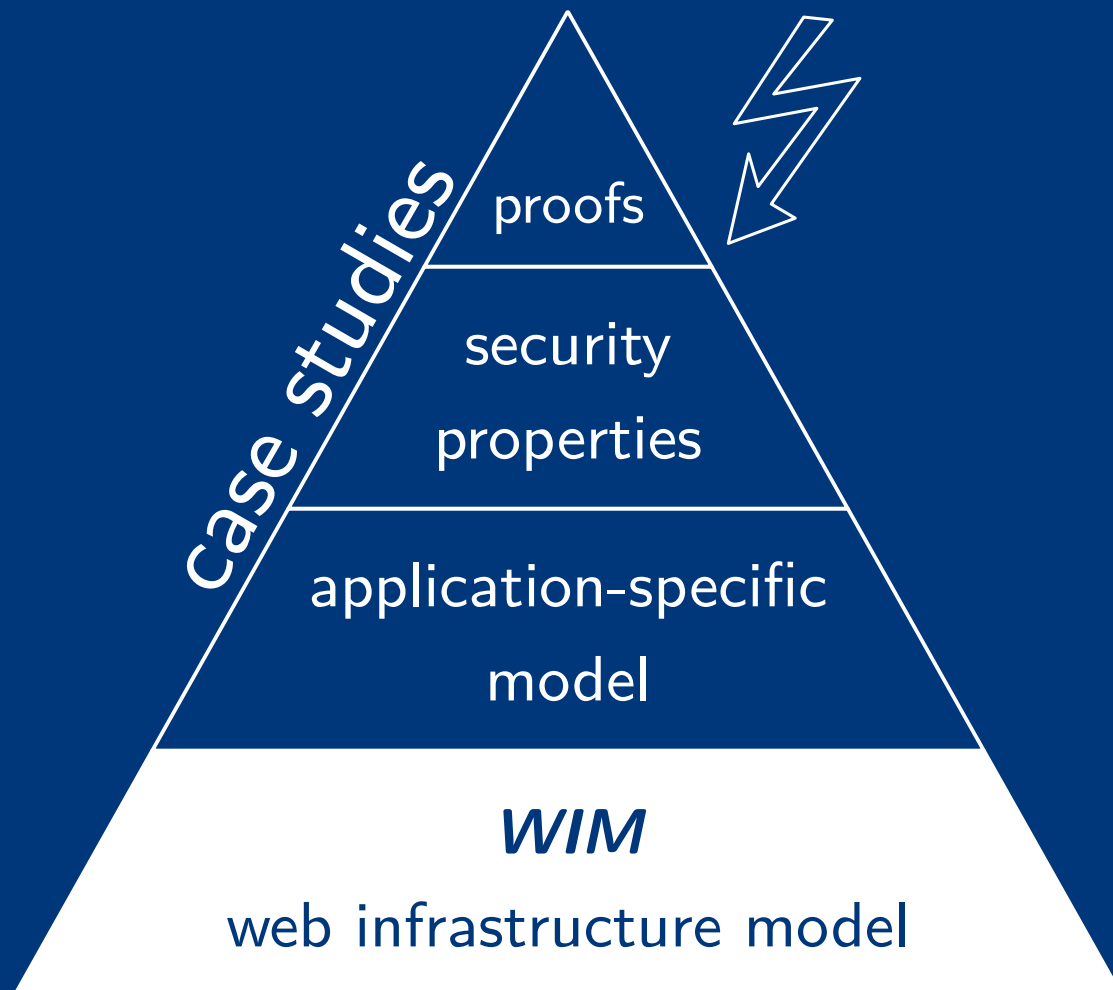 case studies
proofs
security
properties
application-specific
model
WIM
web infrastructure model